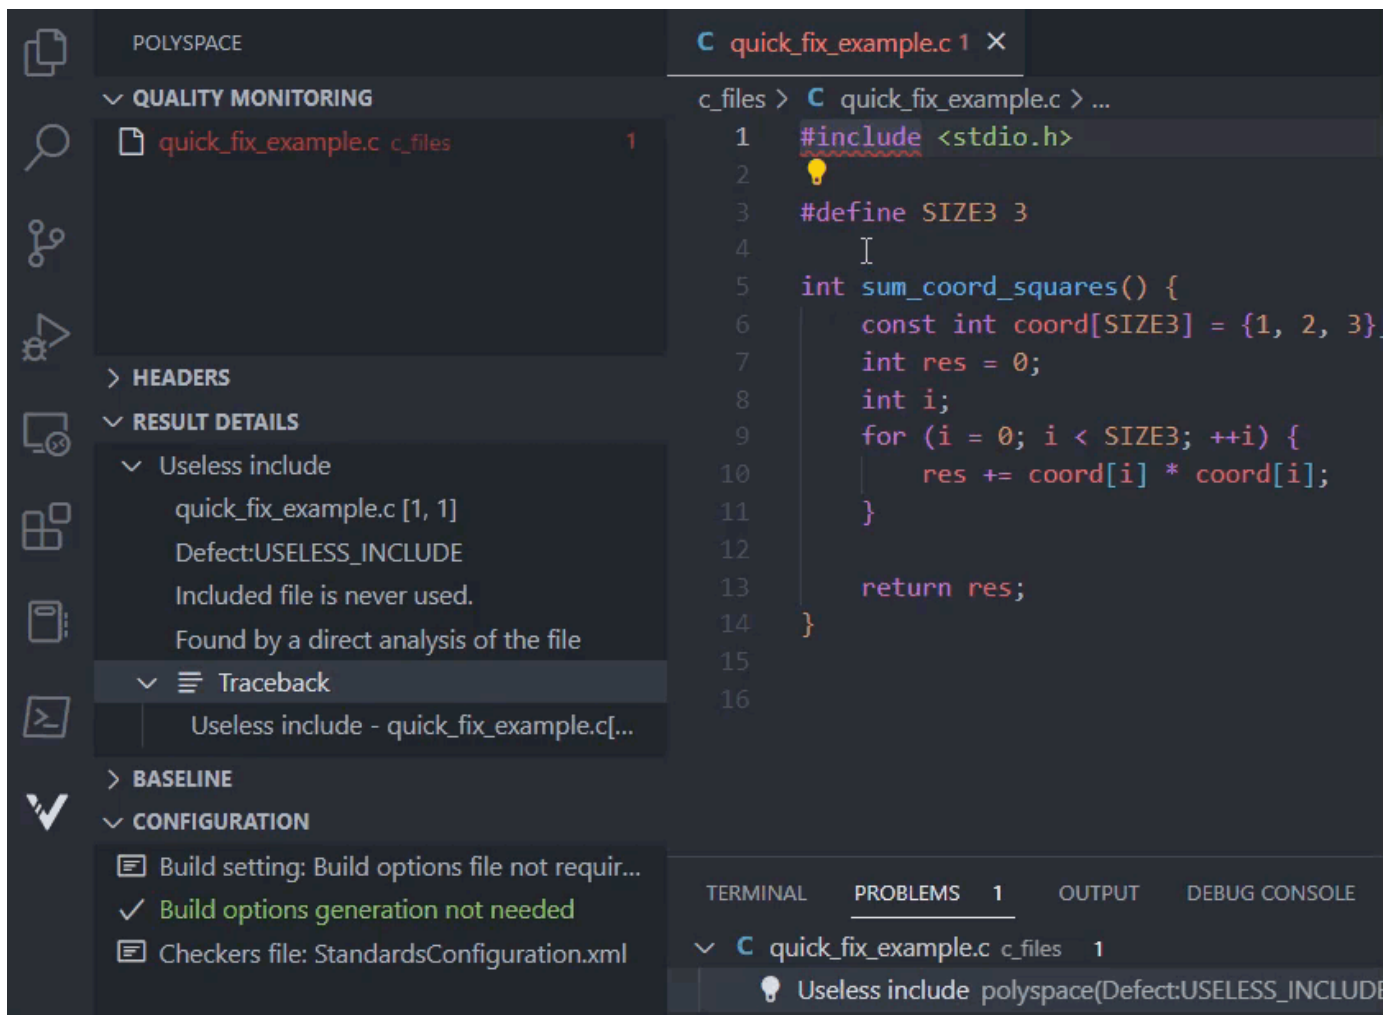 POLYSPACE
QUALITY MONITORING
quick_fix_example.c c_files 1
HEADERS
RESULT DETAILS
Useless include
quick_fix_example.c [1, 1]
Defect:USELESS_INCLUDE
Included file is never used.
Found by a direct analysis of the file
Traceback
Useless include - quick_fix_example.c[...
BASELINE
CONFIGURATION
Build setting: Build options file not requir...
Build options generation not needed
Checkers file: StandardsConfiguration.xml
C quick_fix_example.c 1 ×
c_files > C quick_fix_example.c > ...
1 #include <stdio.h>
2
3 #define SIZE3 3
4
5 int sum_coord_squares() {
6 const int coord[SIZE3] = {1, 2, 3}
7 int res = 0;
8 int i;
9 for (i = 0; i < SIZE3; ++i) {
10 res += coord[i] * coord[i];
11 }
12
13 return res;
14 }
15
16
TERMINAL PROBLEMS 1 OUTPUT DEBUG CONSOLE
C quick_fix_example.c c_files 1
Useless include polyspace(Defect:USELESS_INCLUDE